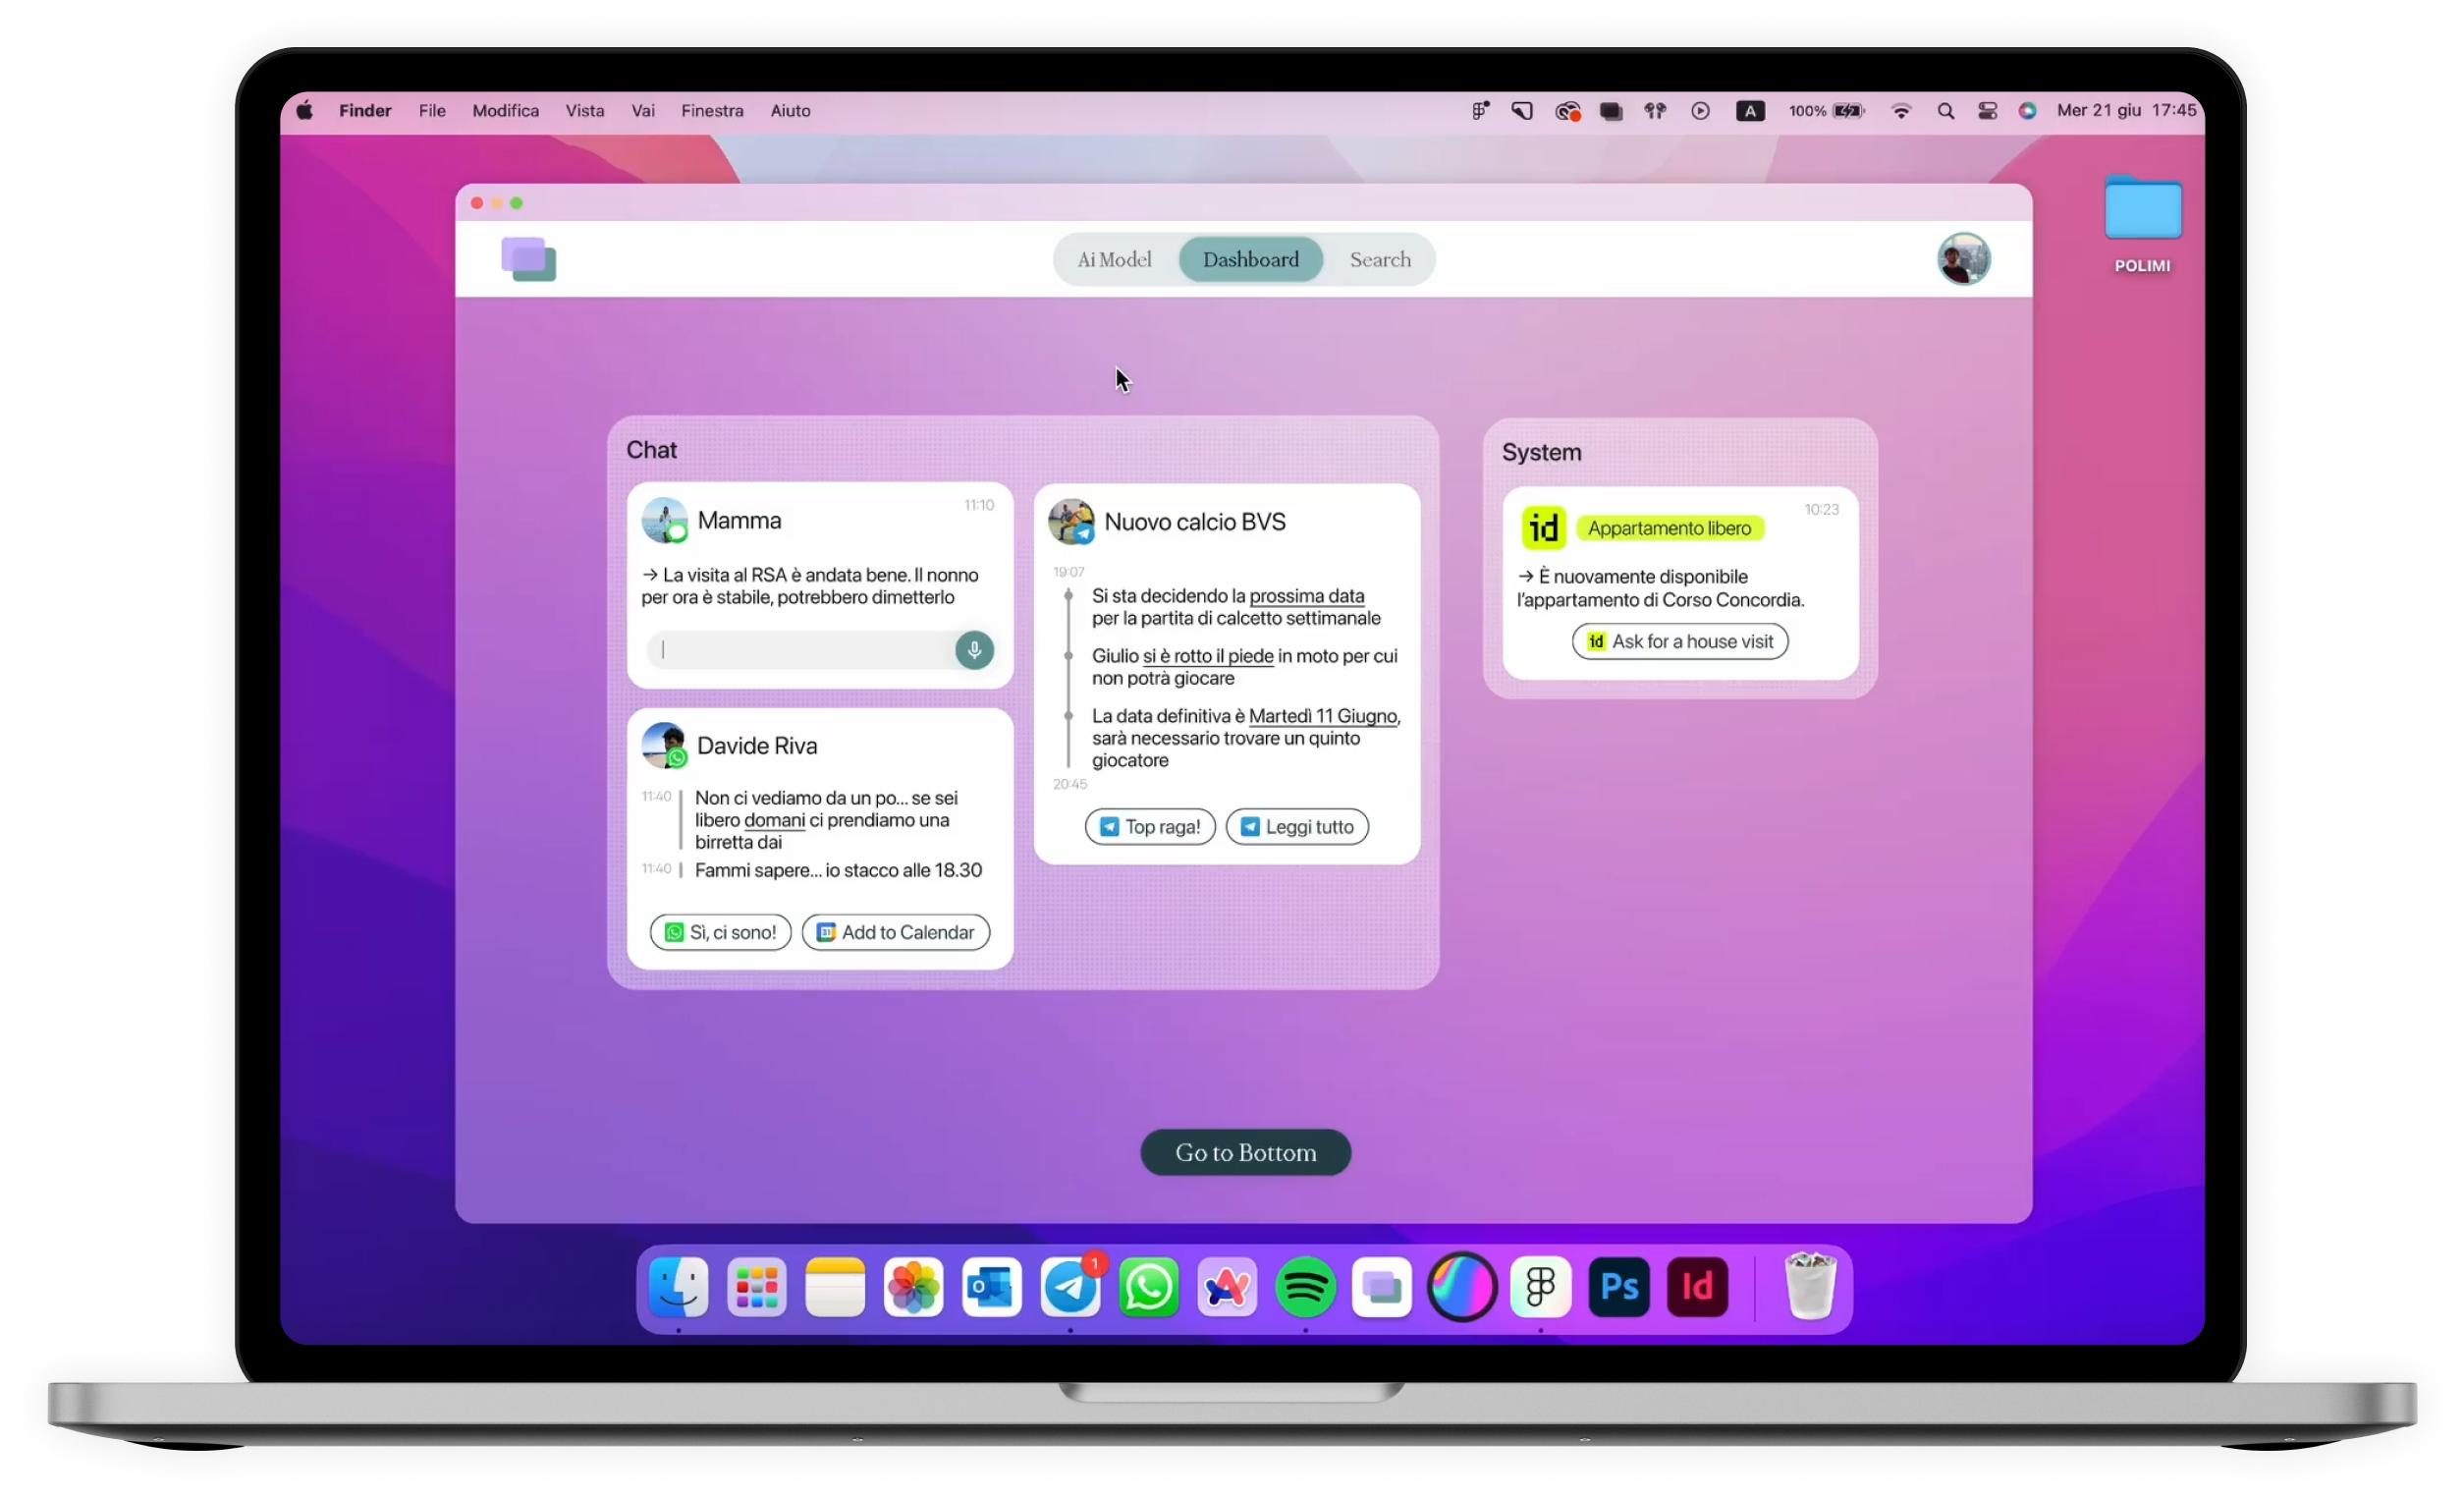 Finder File Modifica Vista Vai Finestra Aiuto
A 100% Mer 21 giu 17:45
POLIMI
Ai Model Dashboard Search
Chat
Mamma 11:10
→ La visita al RSA è andata bene. Il nonno
per ora è stabile, potrebbero dimetterlo
Davide Riva
11:40 Non ci vediamo da un po... se sei
libero domani ci prendiamo una
birretta dai
11:40 Fammi sapere... io stacco alle 18.30
Sì, ci sono! 31 Add to Calendar
Nuovo calcio BVS
19:07
Si sta decidendo la prossima data
per la partita di calcetto settimanale
Giulio si è rotto il piede in moto per cui
non potrà giocare
La data definitiva è Martedì 11 Giugno,
sarà necessario trovare un quinto
giocatore
20:45
Top raga! Leggi tutto
System
id Appartamento libero 10:23
→ È nuovamente disponibile
l'appartamento di Corso Concordia.
id Ask for a house visit
Go to Bottom
O 1 Ps Id